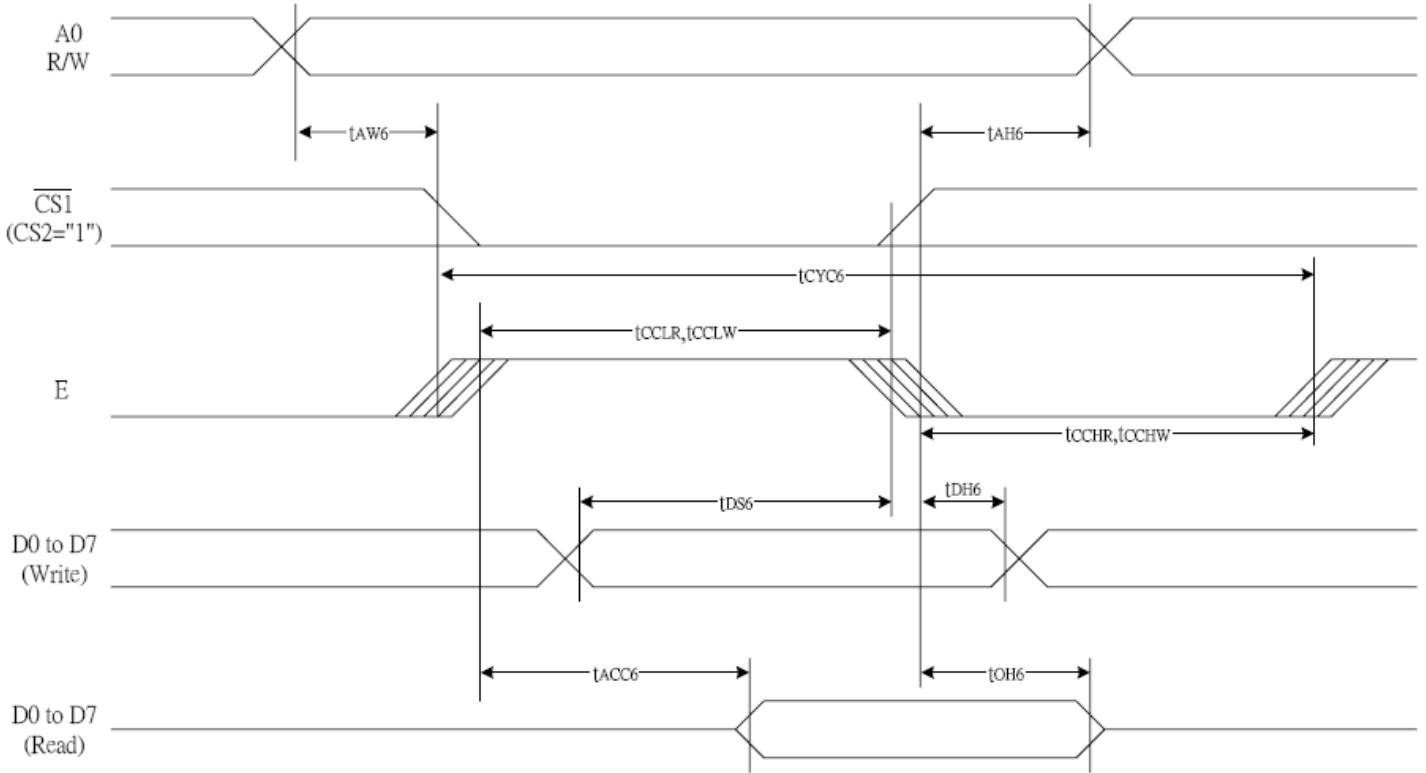 A0
R/W
tAW6
tAH6
CS1
(CS2="1")
tCYC6
tCCLR,tCCLW
E
tCCHR,tCCHW
tDS6
tDH6
D0 to D7
(Write)
tACC6
tOH6
D0 to D7
(Read)